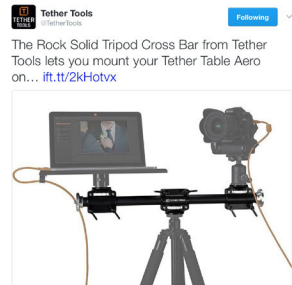 TETHER
TOOLS
Tether Tools
@TetherTools
Following
The Rock Solid Tripod Cross Bar from Tether
Tools lets you mount your Tether Table Aero
on… ift.tt/2kHotvx